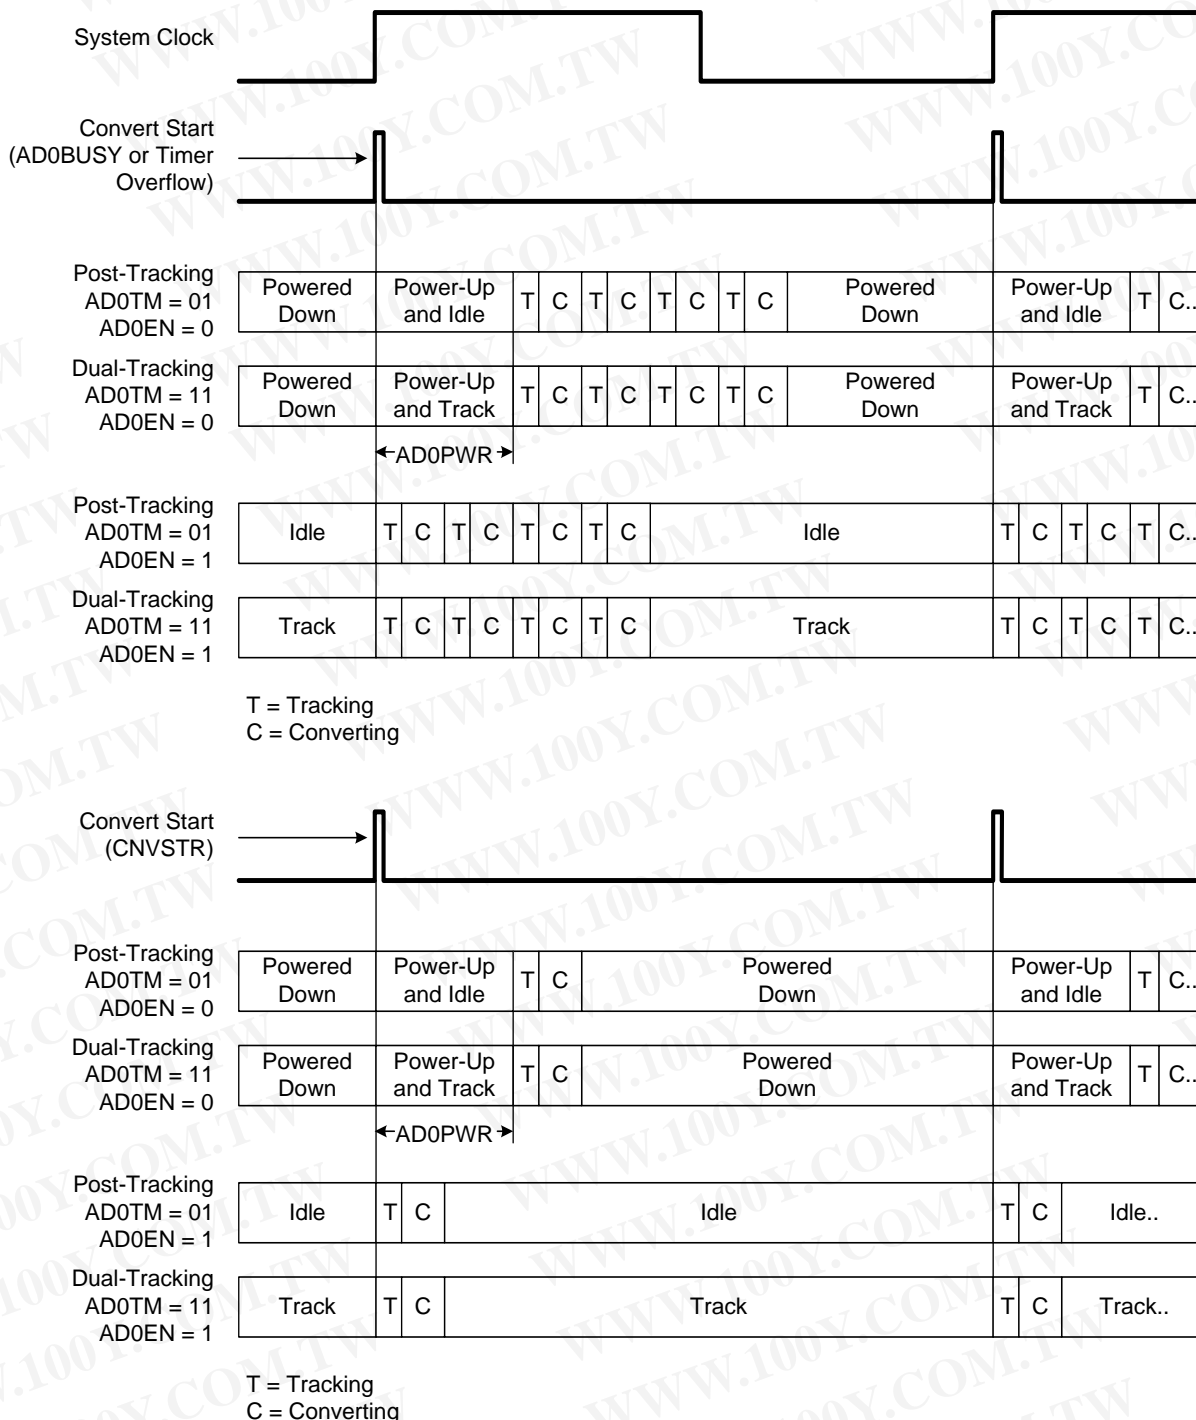 System Clock
Convert Start
(AD0BUSY or Timer
Overflow)
Post-Tracking
AD0TM = 01
AD0EN = 0
Powered
Down
Power-Up
and Idle
T C T C T C T C
Powered
Down
Power-Up
and Idle
T C..
Dual-Tracking
AD0TM = 11
AD0EN = 0
Powered
Down
Power-Up
and Track
T C T C T C T C
Powered
Down
Power-Up
and Track
T C..
AD0PWR
Post-Tracking
AD0TM = 01
AD0EN = 1
Idle T C T C T C T C Idle T C T C T C..
Dual-Tracking
AD0TM = 11
AD0EN = 1
Track T C T C T C T C Track T C T C T C..
T = Tracking
C = Converting
Convert Start
(CNVSTR)
Post-Tracking
AD0TM = 01
AD0EN = 0
Powered
Down
Power-Up
and Idle
T C
Powered
Down
Power-Up
and Idle
T C..
Dual-Tracking
AD0TM = 11
AD0EN = 0
Powered
Down
Power-Up
and Track
T C
Powered
Down
Power-Up
and Track
T C..
AD0PWR
Post-Tracking
AD0TM = 01
AD0EN = 1
Idle T C Idle T C Idle..
Dual-Tracking
AD0TM = 11
AD0EN = 1
Track T C Track T C Track..
T = Tracking
C = Converting
WWW.100Y.COM.TW